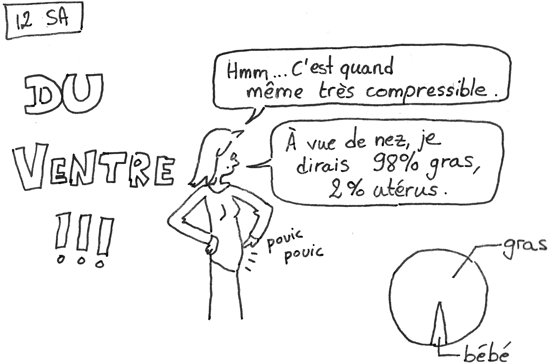 12 SA
DU
VENTRE
!!!
Hmm... C'est quand
même très compressible.
À vue de nez, je
dirais 98% gras,
2% utérus.
pouic
pouic
gras
bébé